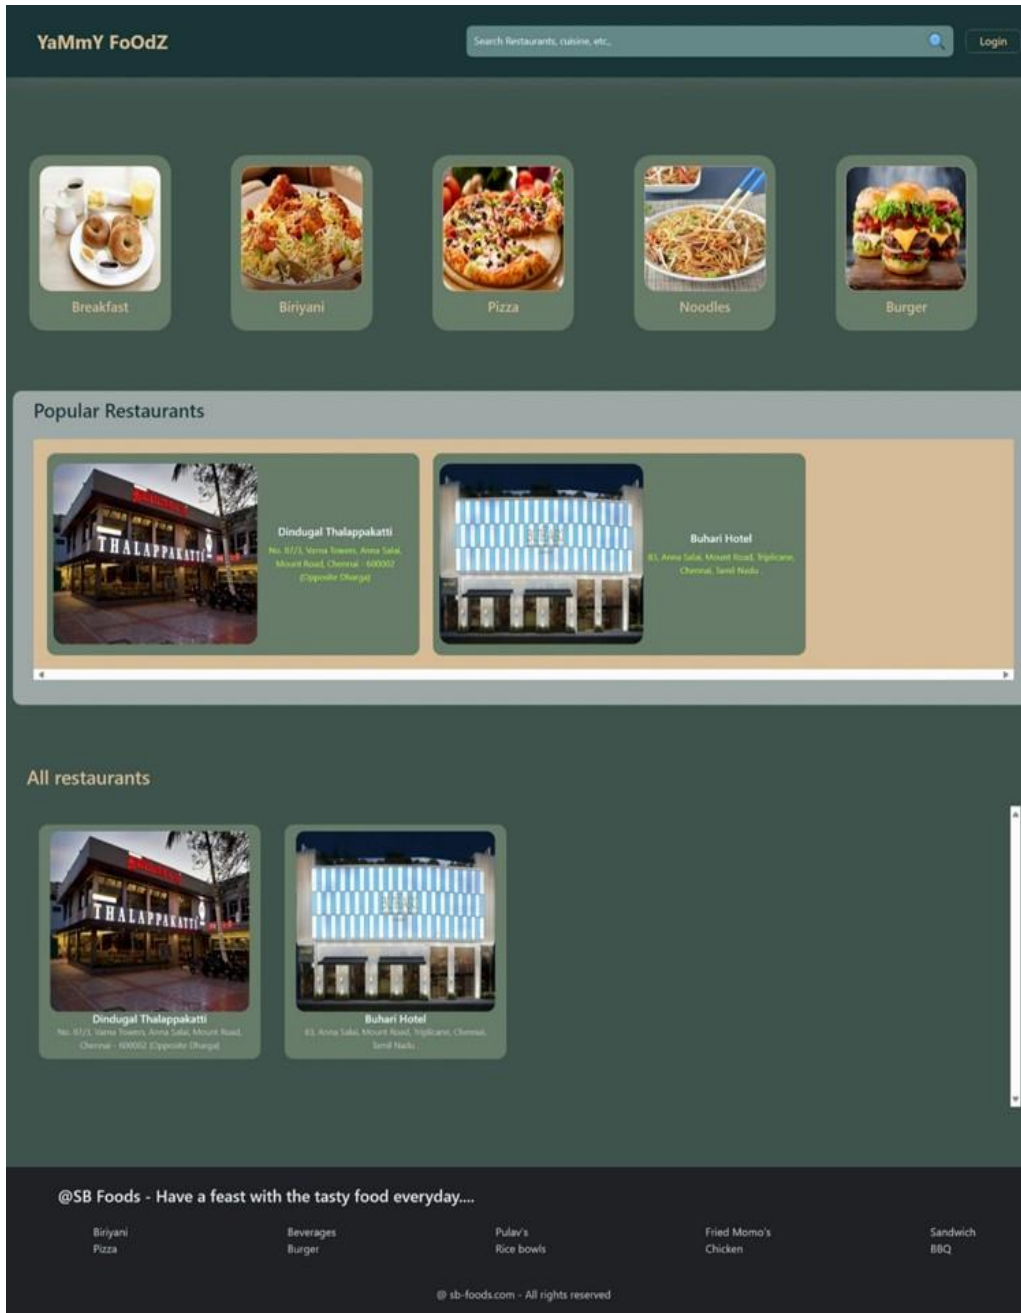 YaMmY FoOdZ
Search Restaurants, cuisine, etc.,
Login
Breakfast
Biriyani
Pizza
Noodles
Burger
Popular Restaurants
THALAPPAKATTI
Dindugal Thalappakatti
No. 87/3, Varna Towers, Anna Salai,
Mount Road, Chennai - 600002
(Opposite Dharga)
Buhari Hotel
83, Anna Salai, Mount Road, Triplicane,
Chennai, Tamil Nadu .
All restaurants
THALAPPAKATTI
Dindugal Thalappakatti
No. 87/3, Varna Towers, Anna Salai, Mount Road,
Chennai - 600002 (Opposite Dharga)
Buhari Hotel
83, Anna Salai, Mount Road, Triplicane, Chennai,
Tamil Nadu .
@SB Foods - Have a feast with the tasty food everyday....
Biriyani
Beverages
Pulav's
Fried Momo's
Sandwich
Pizza
Burger
Rice bowls
Chicken
BBQ
@ sb-foods.com - All rights reserved